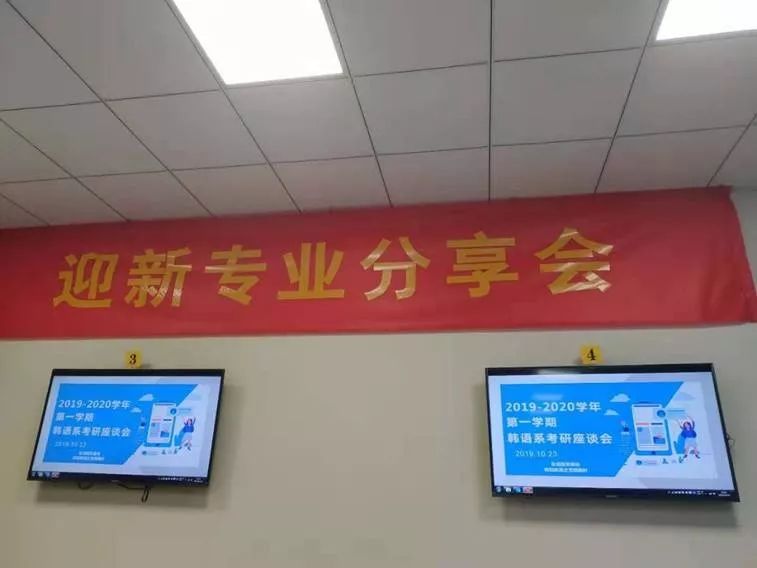 迎新专业分享会
3
2019-2020学年
第一学期
韩语系考研座谈会
2019.10.23
4
2019-2020学年
第一学期
韩语系考研座谈会
2019.10.23